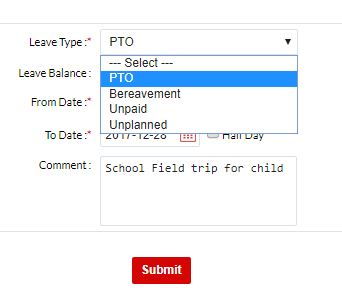 Leave Type :* PTO
--- Select ---
Leave Balance : PTO
Bereavement
From Date :* Unpaid
Unplanned
To Date : * 2017-12-28 Half Day
Comment : School Field trip for child
Submit